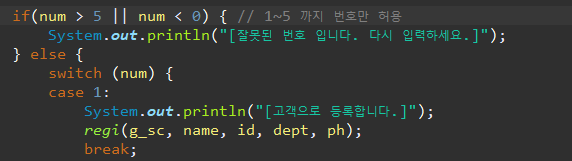 if(num > 5 || num < 0) { // 1~5 까지 번호만 허용
System.out.println("[잘못된 번호 입니다. 다시 입력하세요.]");
} else {
switch (num) {
case 1:
System.out.println("[고객으로 등록합니다.]");
regi(g_sc, name, id, dept, ph);
break;